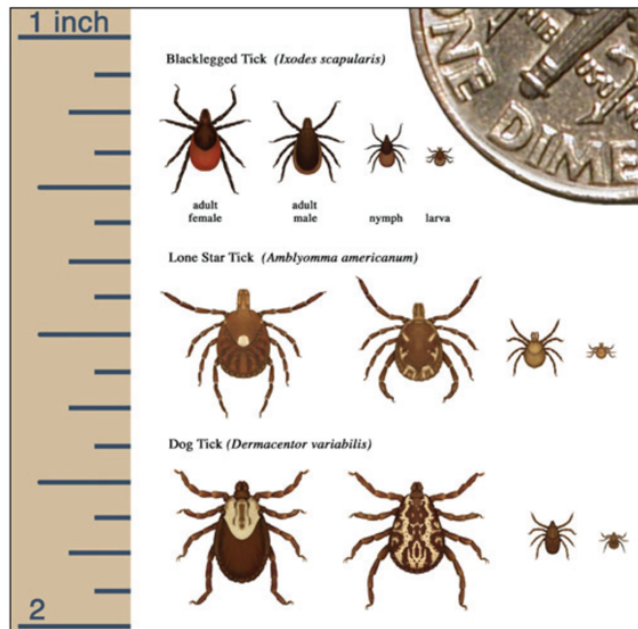 1 inch
Blacklegged Tick (Ixodes scapularis)
ONE DIME
adult female
adult male
nymph
larva
Lone Star Tick (Amblyomma americanum)
Dog Tick (Dermacentor variabilis)
2